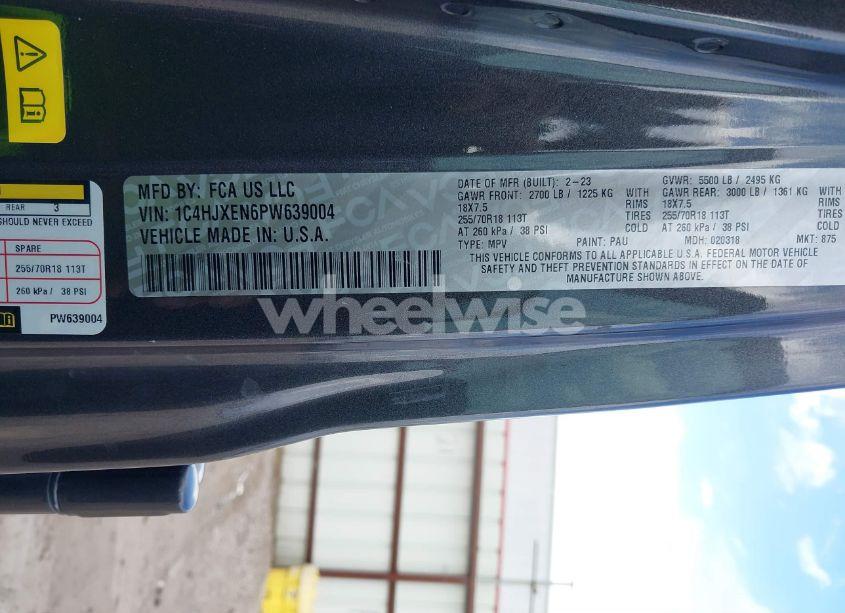 REAR 3
SHOULD NEVER EXCEED
SPARE
255/70R18 113T
260 kPa / 38 PSI
PW639004
MFD BY: FCA US LLC
VIN: 1C4HJXEN6PW639004
VEHICLE MADE IN: U.S.A.
DATE OF MFR (BUILT): 2-23 GVWR: 5500 LB / 2495 KG
GAWR FRONT: 2700 LB / 1225 KG WITH GAWR REAR: 3000 LB / 1361 KG WITH
18X7.5 RIMS 18X7.5 RIMS
255/70R18 113T 255/70R18 113T
AT 260 kPa / 38 PSI COLD AT 260 kPa / 38 PSI COLD
TYPE: MPV PAINT: PAU MDH: 020318 MKT: 875
THIS VEHICLE CONFORMS TO ALL APPLICABLE U.S.A. FEDERAL MOTOR VEHICLE
SAFETY AND THEFT PREVENTION STANDARDS IN EFFECT ON THE DATE OF
MANUFACTURE SHOWN ABOVE.
wheelwise